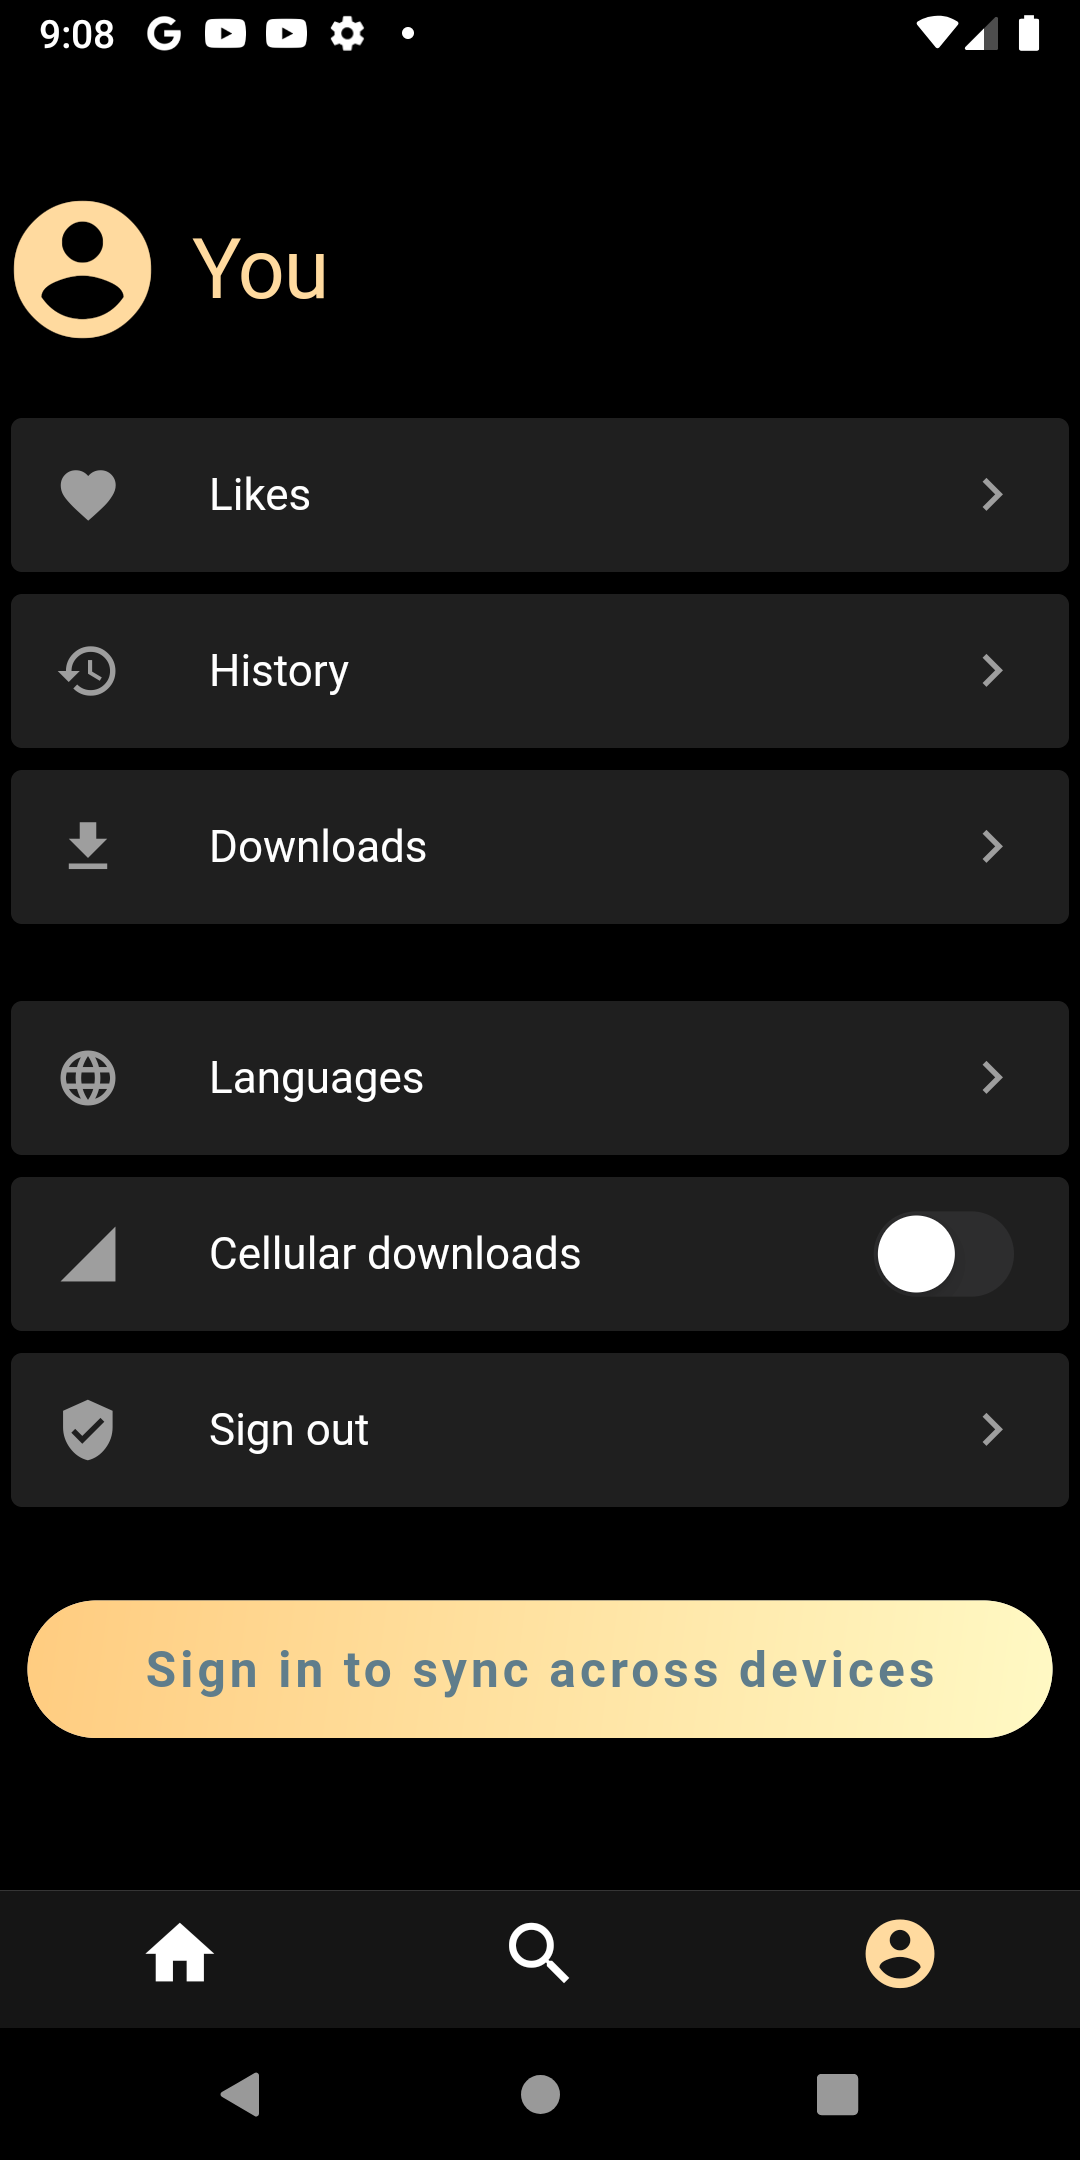 9:08
You
Likes
History
Downloads
Languages
Cellular downloads
Sign out
Sign in to sync across devices